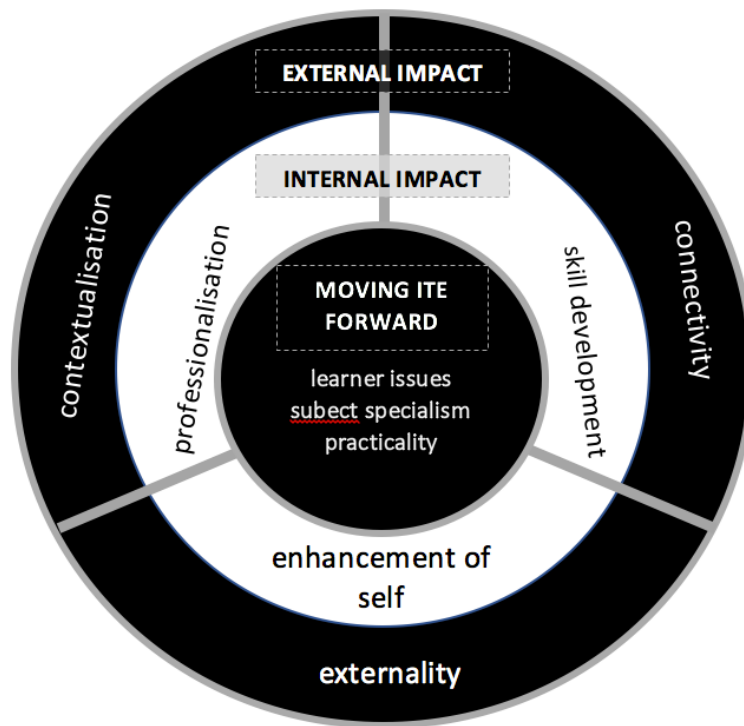 EXTERNAL IMPACT
INTERNAL IMPACT
contextualisation
professionalisation
MOVING ITE
FORWARD
learner issues
subect specialism
practicality
skill development
connectivity
enhancement of
self
externality